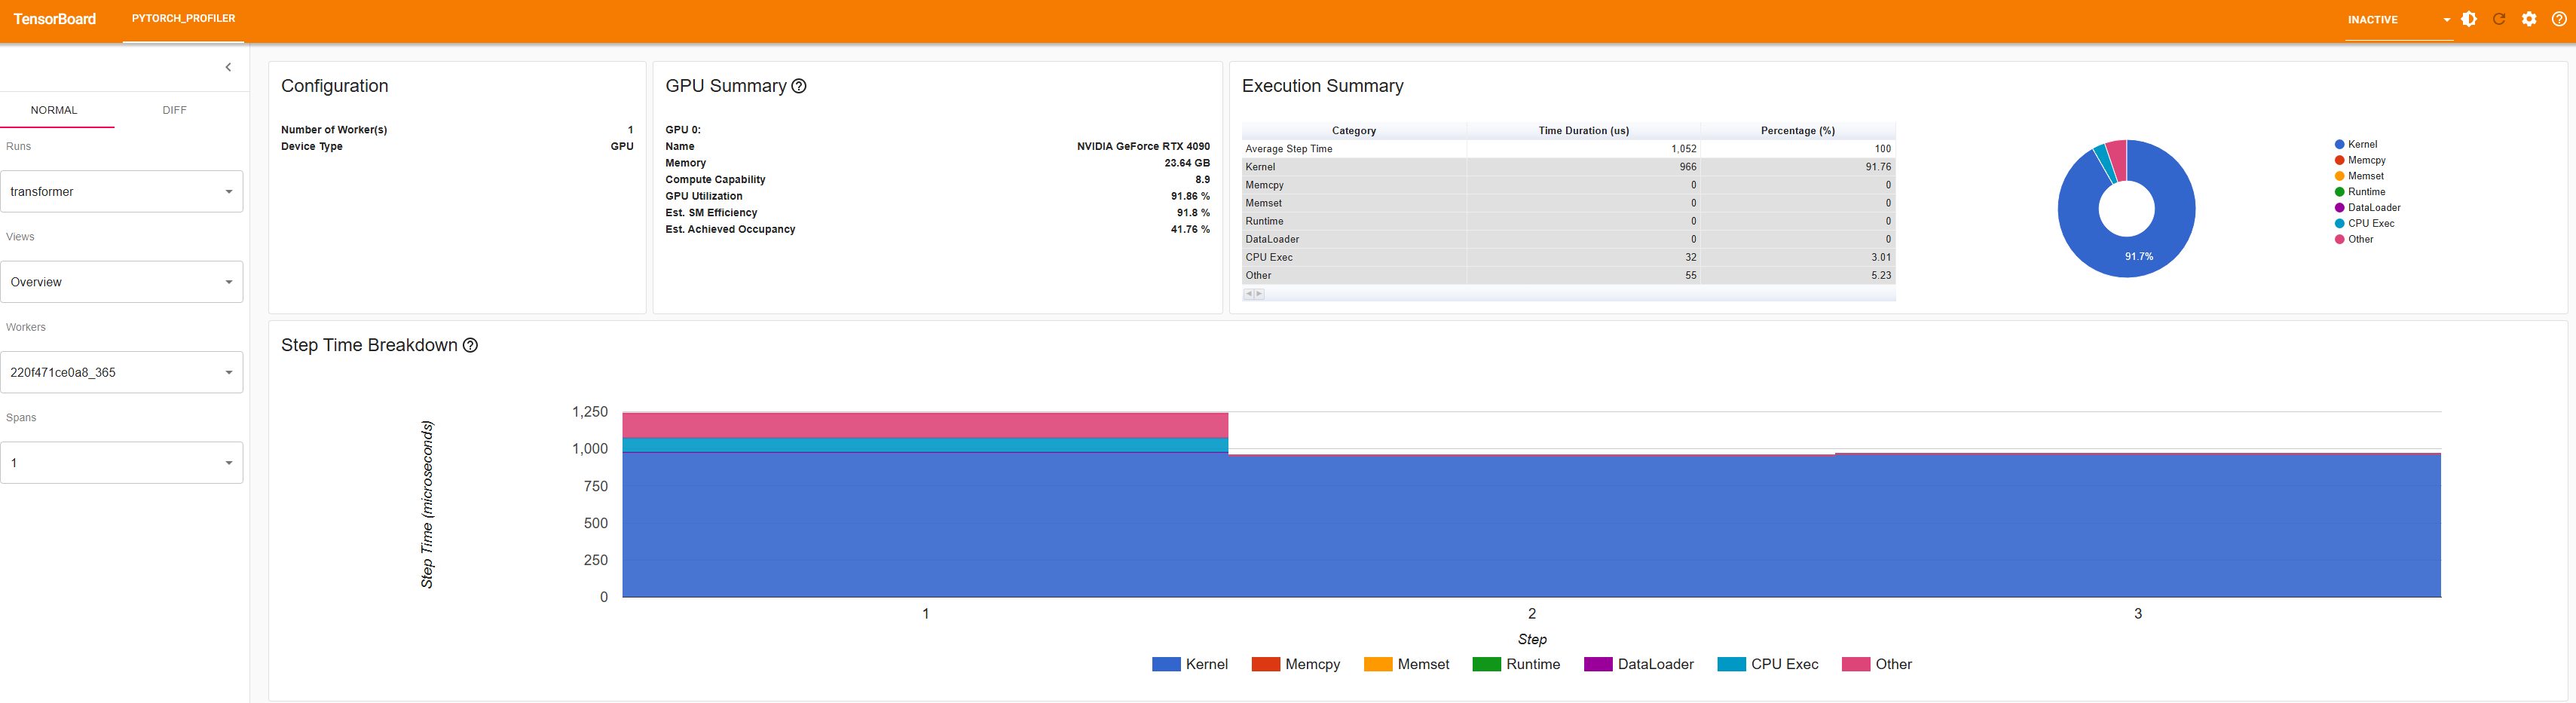 TensorBoard
PYTORCH_PROFILER
INACTIVE
NORMAL
DIFF
Runs
transformer
Views
Overview
Workers
220f471ce0a8_365
Spans
1
Configuration
Number of Worker(s) 1
Device Type GPU
GPU Summary
GPU 0:
Name NVIDIA GeForce RTX 4090
Memory 23.64 GB
Compute Capability 8.9
GPU Utilization 91.86 %
Est. SM Efficiency 91.8 %
Est. Achieved Occupancy 41.76 %
Execution Summary
Category Time Duration (us) Percentage (%)
Average Step Time 1,052 100
Kernel 966 91.76
Memcpy 0 0
Memset 0 0
Runtime 0 0
DataLoader 0 0
CPU Exec 32 3.01
Other 55 5.23
91.7%
Kernel
Memcpy
Memset
Runtime
DataLoader
CPU Exec
Other
Step Time Breakdown
Step Time (microseconds)
1,250
1,000
750
500
250
0
1 2 3
Step
Kernel Memcpy Memset Runtime DataLoader CPU Exec Other